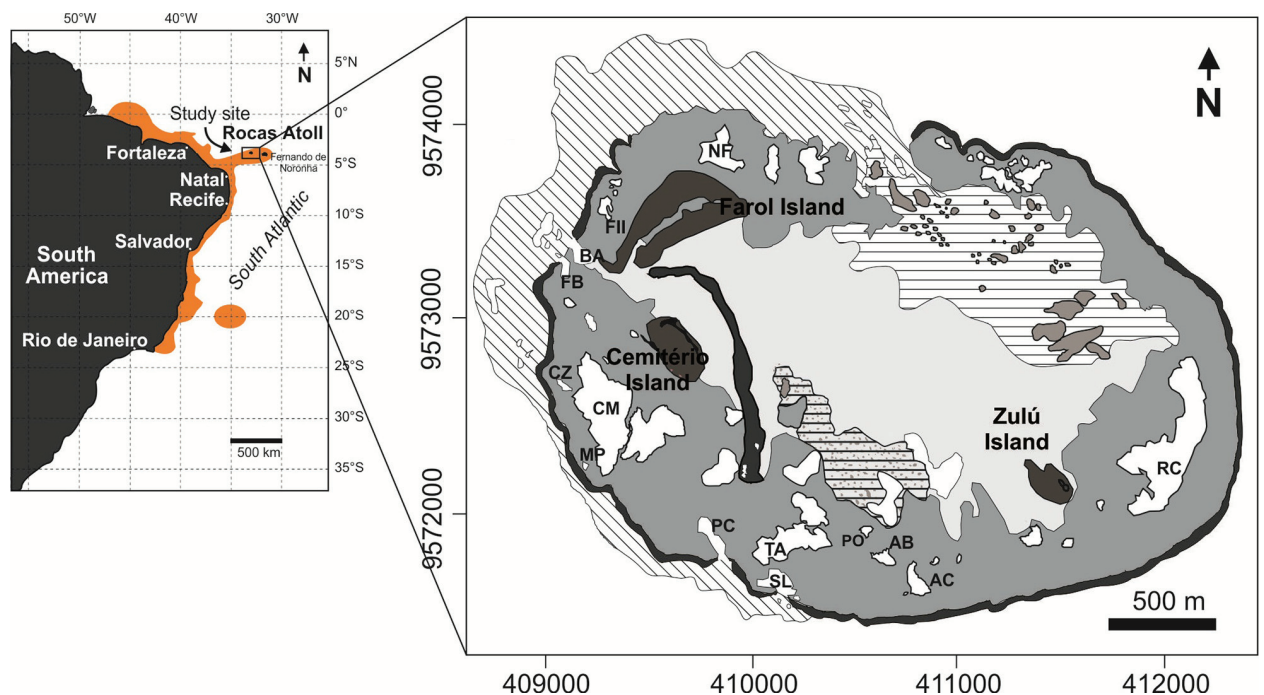 50°W
40°W
30°W
N
5°N
0°
Study site
Rocas Atoll
Fortaleza
Fernando de
Noronha
5°S
Natal
Recife
10°S
Salvador
South Atlantic
15°S
South
America
20°S
Rio de Janeiro
25°S
30°S
500 km
35°S
9574000
9573000
9572000
N
NF
Farol Island
FII
BA
FB
Cemitério
Island
CZ
CM
MP
Zulú
Island
RC
PC
TA
PO
AB
SL
AC
500 m
409000
410000
411000
412000